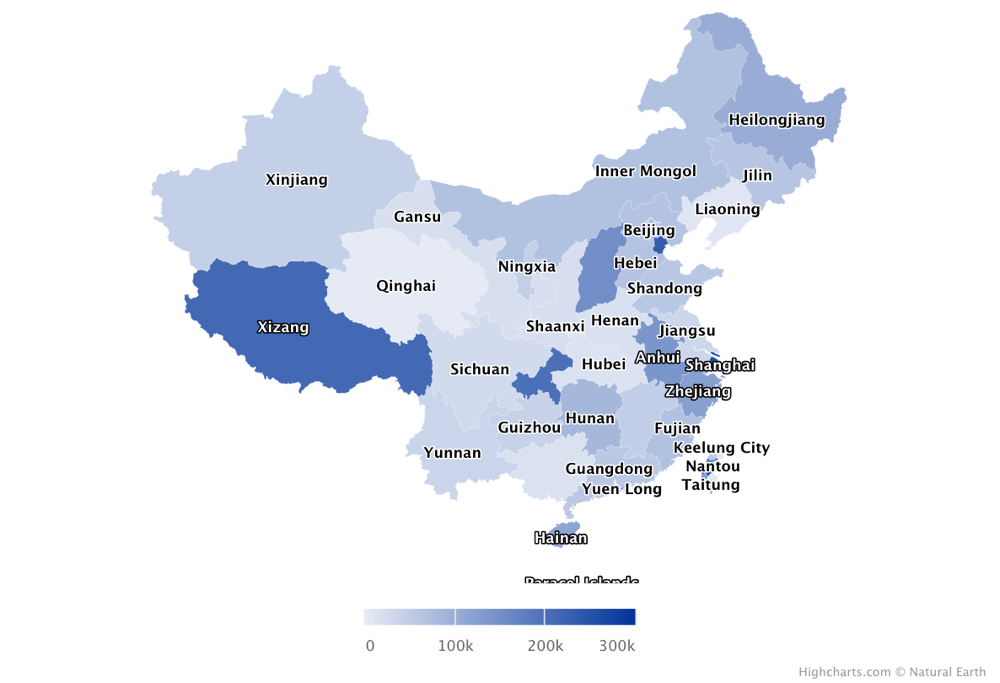 Heilongjiang
Inner Mongol
Jilin
Xinjiang
Liaoning
Gansu
Beijing
Hebei
Ningxia
Qinghai
Shandong
Xizang
Shaanxi
Henan
Jiangsu
Anhui
Shanghai
Sichuan
Hubei
Zhejiang
Hunan
Guizhou
Fujian
Yunnan
Keelung City
Guangdong
Nantou
Yuen Long
Taitung
Hainan
Paracel Islands
0 100k 200k 300k
Highcharts.com © Natural Earth